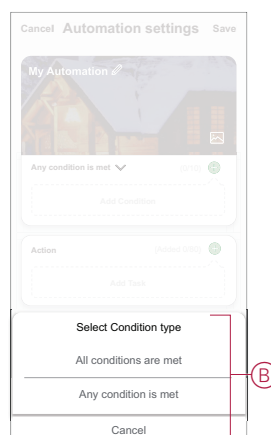 Cancel Automation settings Save
My Automation
Any condition is met
Add Condition
Action
Add Task
Select Condition type
All conditions are met
Any condition is met
B
Cancel